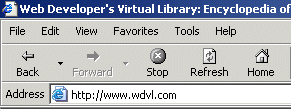 Web Developer's Virtual Library: Encyclopedia of
File Edit View Favorites Tools Help
Back Forward Stop Refresh Home
Address http://www.wdvl.com